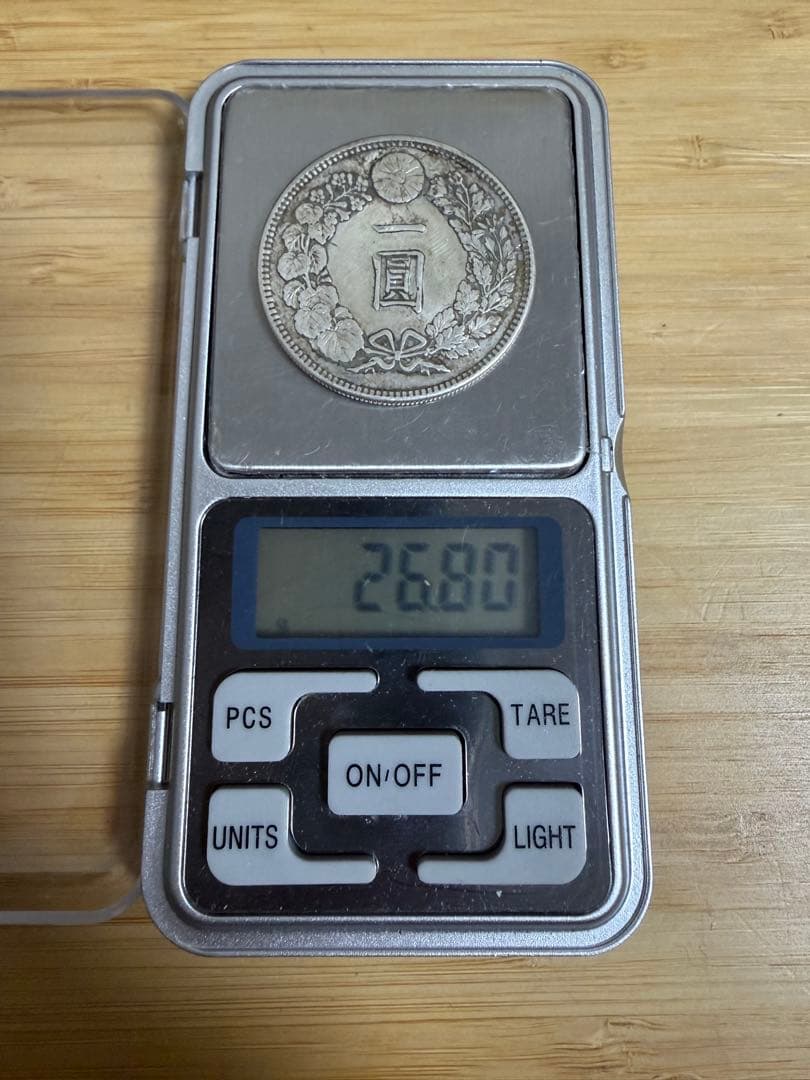 一
圓
26.80
g
PCS
TARE
ON/OFF
UNITS
LIGHT